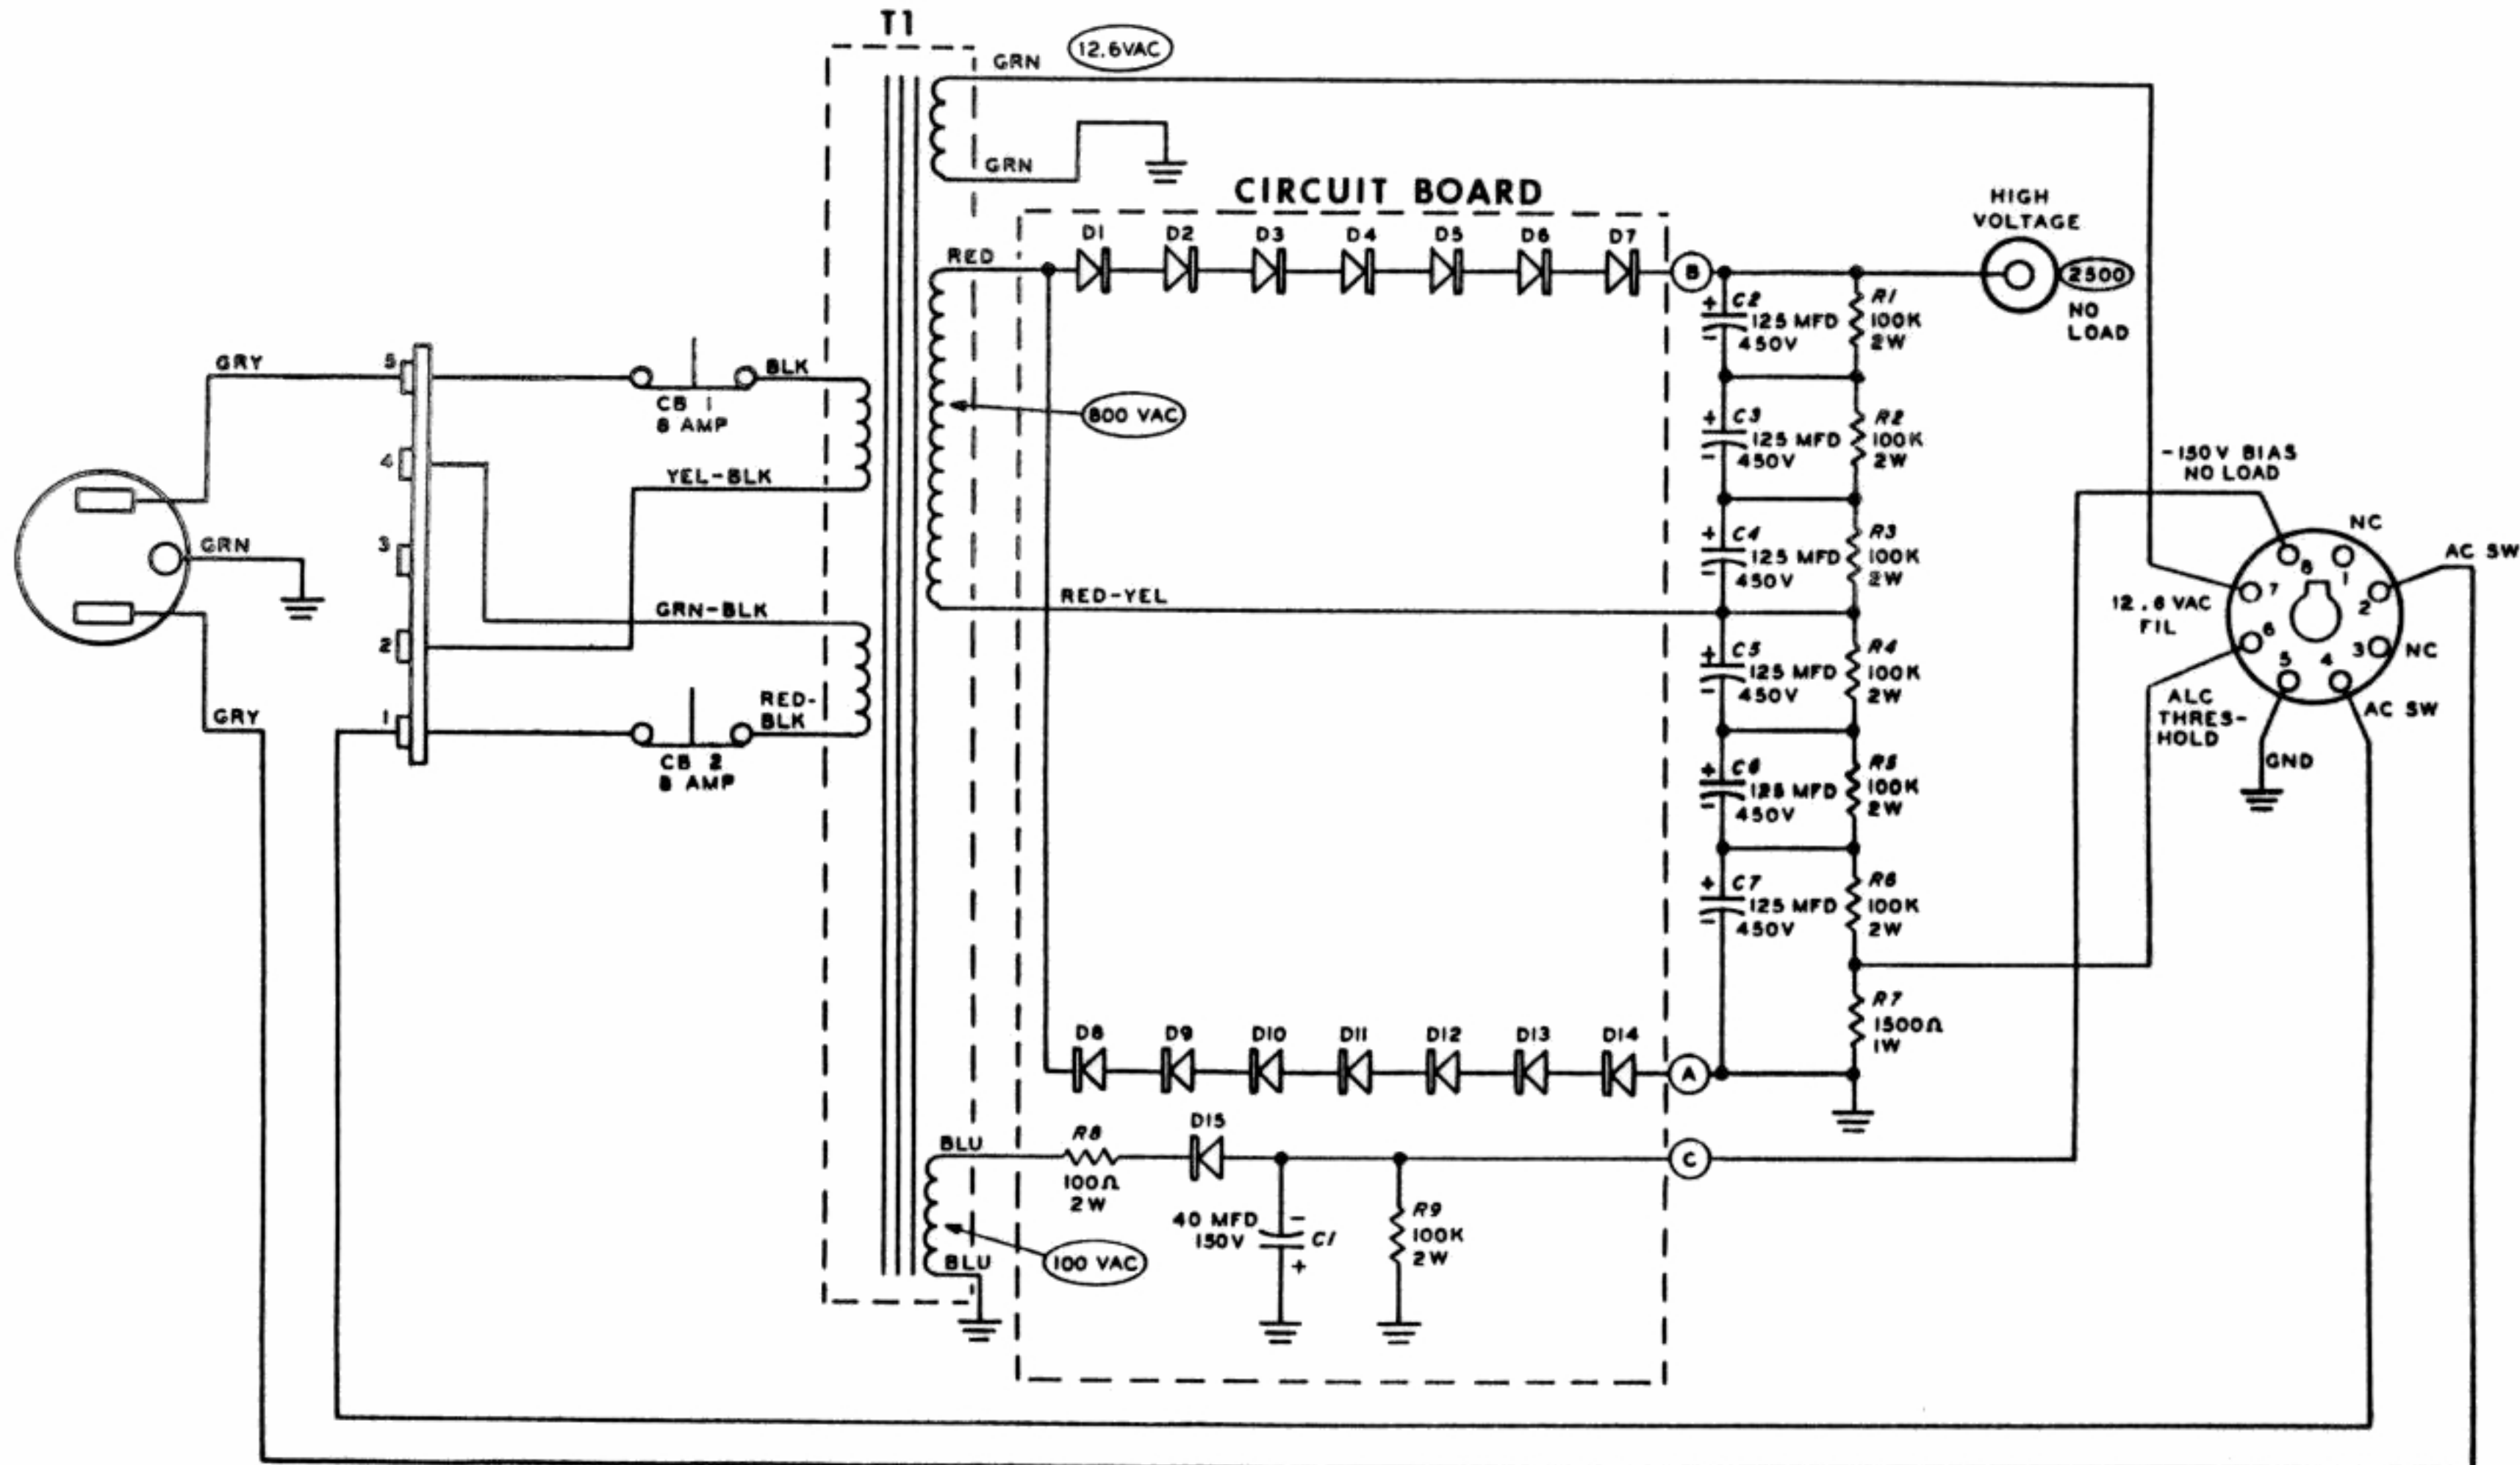 T1
GRN
12.6VAC
GRN
CIRCUIT BOARD
D1 D2 D3 D4 D5 D6 D7
RED
B
HIGH
VOLTAGE
2500
NO
LOAD
800 VAC
RED-YEL
+ C2
125 MFD
- 450V
R1
100K
2W
+ C3
125 MFD
- 450V
R2
100K
2W
+ C4
125 MFD
- 450V
R3
100K
2W
+ C5
125 MFD
- 450V
R4
100K
2W
+ C6
125 MFD
- 450V
R5
100K
2W
+ C7
125 MFD
- 450V
R6
100K
2W
R7
1500Ω
1W
GRY
5
4
3
2
1
CB 1
8 AMP
BLK
YEL-BLK
GRN
GRN-BLK
RED-
BLK
GRY
CB 2
8 AMP
-150V BIAS
NO LOAD
NC
AC SW
8
1
7
2
12.6 VAC
FIL
6
3
NC
5
4
ALC
THRES-
HOLD
AC SW
GND
D8 D9 D10 D11 D12 D13 D14
A
BLU
R8
100Ω
2W
D15
C
40 MFD
150V
-
C1
+
R9
100K
2W
100 VAC
BLU